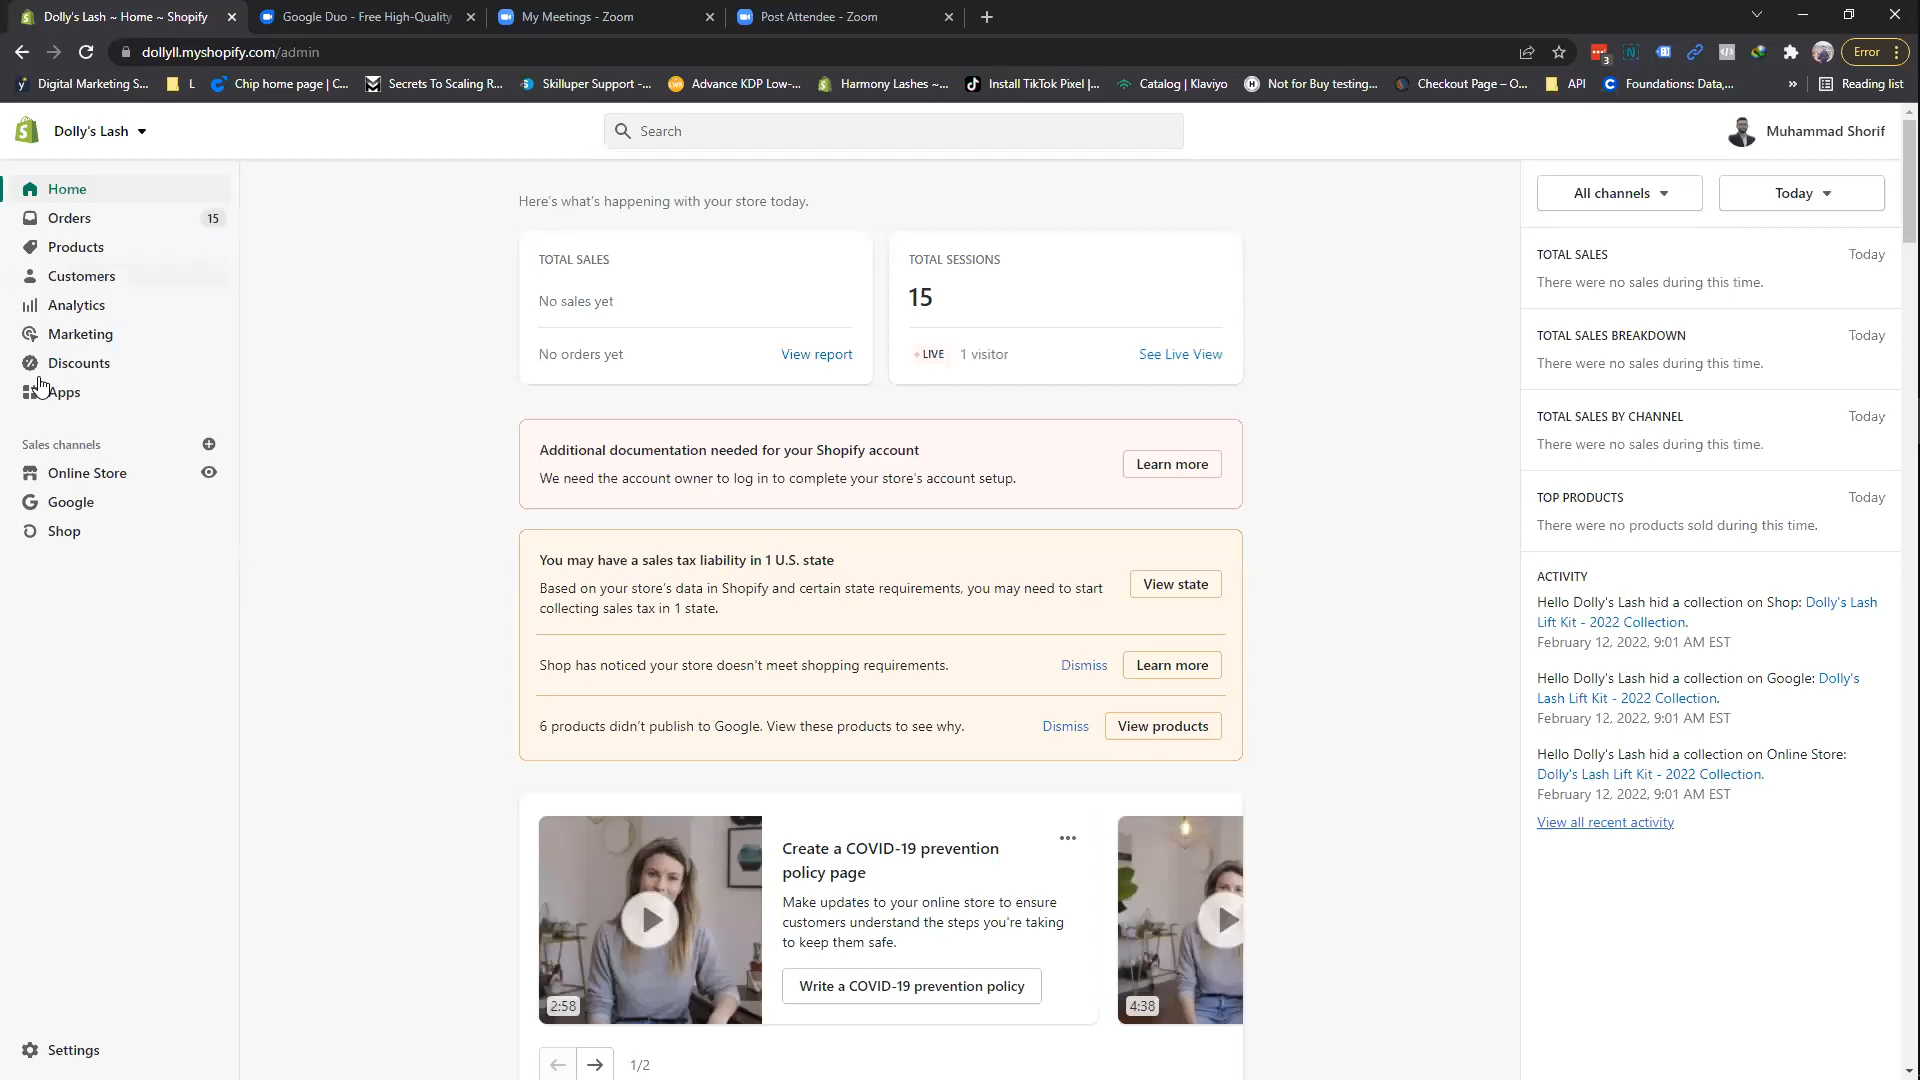 Dolly's Lash ~ Home ~ Shopify
Google Duo - Free High-Quality
My Meetings - Zoom
Post Attendee - Zoom
dollyll.myshopify.com/admin
3
Error
Digital Marketing S...
L
Chip home page | C...
Secrets To Scaling R...
Skilluper Support -...
Advance KDP Low-...
Harmony Lashes ~...
Install TikTok Pixel |...
Catalog | Klaviyo
Not for Buy testing...
Checkout Page – O...
API
Foundations: Data,...
»
Reading list
Dolly's Lash
Search
Muhammad Shorif
Home
Orders
15
Products
Customers
Analytics
Marketing
Discounts
Apps
Sales channels
Online Store
Google
Shop
Settings
Here's what's happening with your store today.
TOTAL SALES
No sales yet
No orders yet
View report
TOTAL SESSIONS
15
LIVE
1 visitor
See Live View
Additional documentation needed for your Shopify account
We need the account owner to log in to complete your store's account setup.
Learn more
You may have a sales tax liability in 1 U.S. state
Based on your store's data in Shopify and certain state requirements, you may need to start
collecting sales tax in 1 state.
View state
Shop has noticed your store doesn't meet shopping requirements.
Dismiss
Learn more
6 products didn't publish to Google. View these products to see why.
Dismiss
View products
2:58
Create a COVID-19 prevention
policy page
Make updates to your online store to ensure
customers understand the steps you're taking
to keep them safe.
Write a COVID-19 prevention policy
4:38
1/2
All channels
Today
TOTAL SALES
Today
There were no sales during this time.
TOTAL SALES BREAKDOWN
Today
There were no sales during this time.
TOTAL SALES BY CHANNEL
Today
There were no sales during this time.
TOP PRODUCTS
Today
There were no products sold during this time.
ACTIVITY
Hello Dolly's Lash hid a collection on Shop: Dolly's Lash
Lift Kit - 2022 Collection.
February 12, 2022, 9:01 AM EST
Hello Dolly's Lash hid a collection on Google: Dolly's
Lash Lift Kit - 2022 Collection.
February 12, 2022, 9:01 AM EST
Hello Dolly's Lash hid a collection on Online Store:
Dolly's Lash Lift Kit - 2022 Collection.
February 12, 2022, 9:01 AM EST
View all recent activity